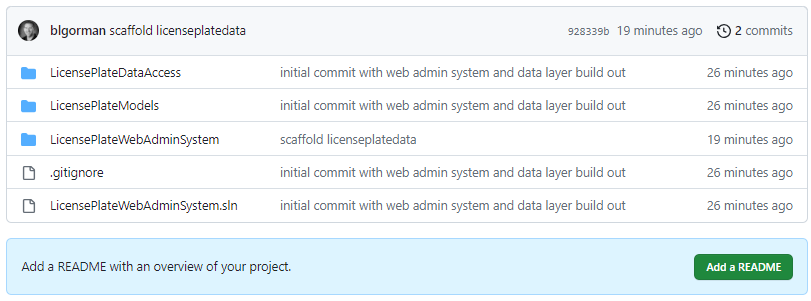 blgorman scaffold licenseplatedata 928339b 19 minutes ago 2 commits
LicensePlateDataAccess initial commit with web admin system and data layer build out 26 minutes ago
LicensePlateModels initial commit with web admin system and data layer build out 26 minutes ago
LicensePlateWebAdminSystem scaffold licenseplatedata 19 minutes ago
.gitignore initial commit with web admin system and data layer build out 26 minutes ago
LicensePlateWebAdminSystem.sln initial commit with web admin system and data layer build out 26 minutes ago
Add a README with an overview of your project. Add a README